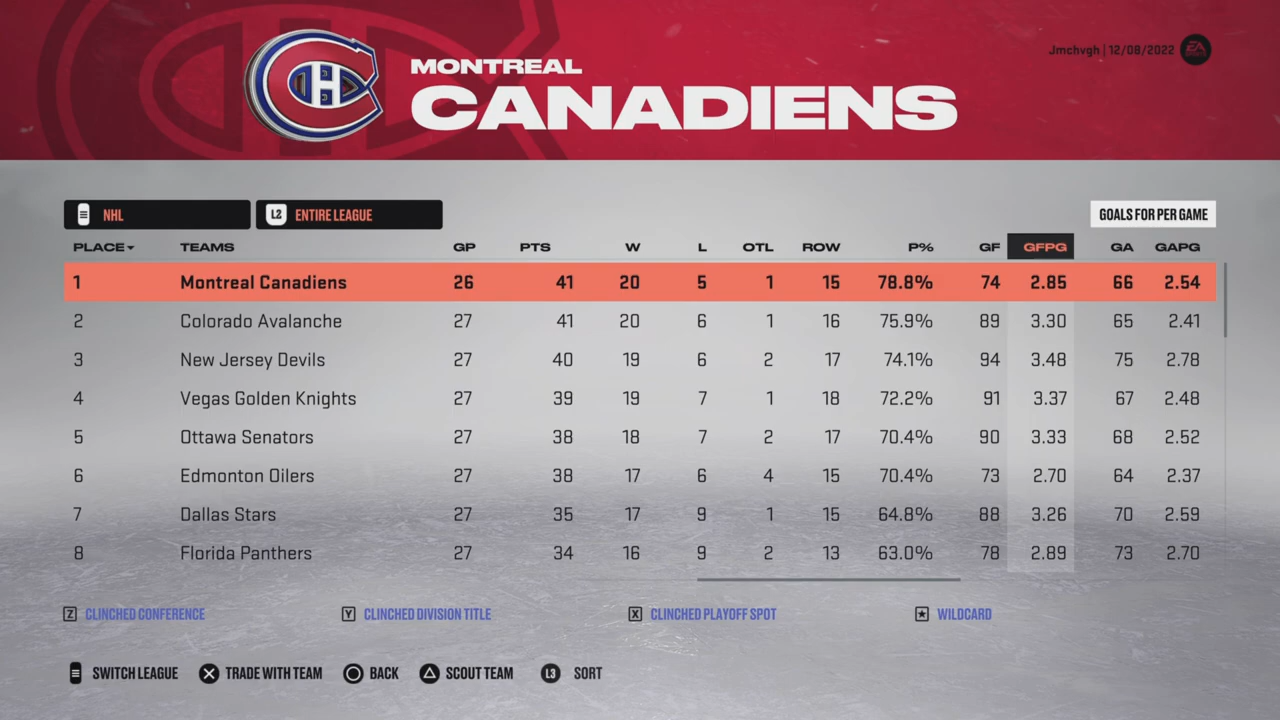 MONTREAL
CANADIENS
Jmchvgh | 12/08/2022 EA
NHL L2 ENTIRE LEAGUE GOALS FOR PER GAME
PLACE TEAMS GP PTS W L OTL ROW P% GF GFPG GA GAPG
1 Montreal Canadiens 26 41 20 5 1 15 78.8% 74 2.85 66 2.54
2 Colorado Avalanche 27 41 20 6 1 16 75.9% 89 3.30 65 2.41
3 New Jersey Devils 27 40 19 6 2 17 74.1% 94 3.48 75 2.78
4 Vegas Golden Knights 27 39 19 7 1 18 72.2% 91 3.37 67 2.48
5 Ottawa Senators 27 38 18 7 2 17 70.4% 90 3.33 68 2.52
6 Edmonton Oilers 27 38 17 6 4 15 70.4% 73 2.70 64 2.37
7 Dallas Stars 27 35 17 9 1 15 64.8% 88 3.26 70 2.59
8 Florida Panthers 27 34 16 9 2 13 63.0% 78 2.89 73 2.70
Z CLINCHED CONFERENCE Y CLINCHED DIVISION TITLE X CLINCHED PLAYOFF SPOT ★ WILDCARD
SWITCH LEAGUE TRADE WITH TEAM BACK SCOUT TEAM L3 SORT